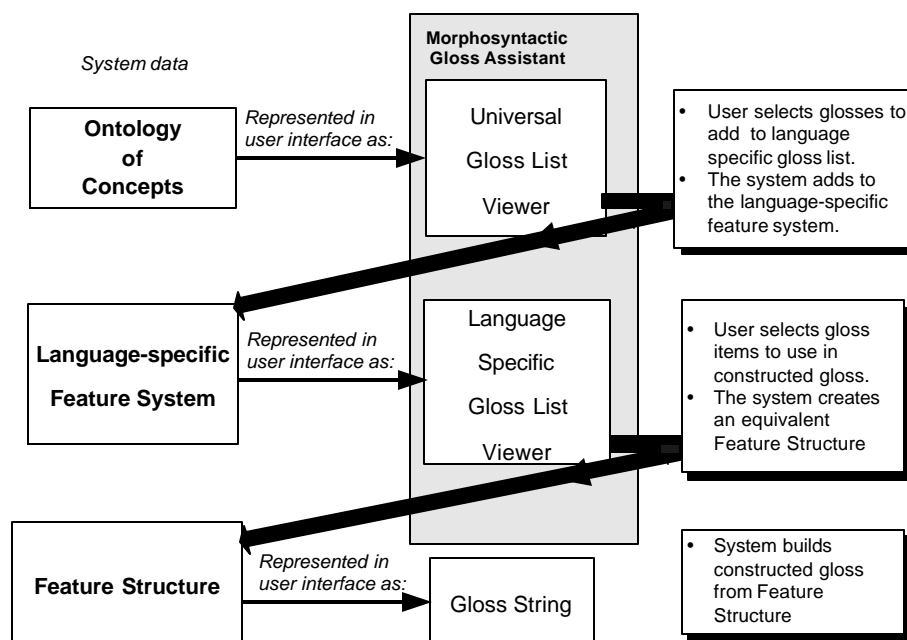 Morphosyntactic
Gloss Assistant
System data
Ontology
of
Concepts
Represented in
user interface as:
Universal
Gloss List
Viewer
• User selects glosses to
add to language
specific gloss list.
• The system adds to
the language-specific
feature system.
Language-specific
Feature System
Represented in
user interface as:
Language
Specific
Gloss List
Viewer
• User selects gloss
items to use in
constructed gloss.
• The system creates
an equivalent
Feature Structure
Feature Structure
Represented in
user interface as:
Gloss String
• System builds
constructed gloss
from Feature
Structure